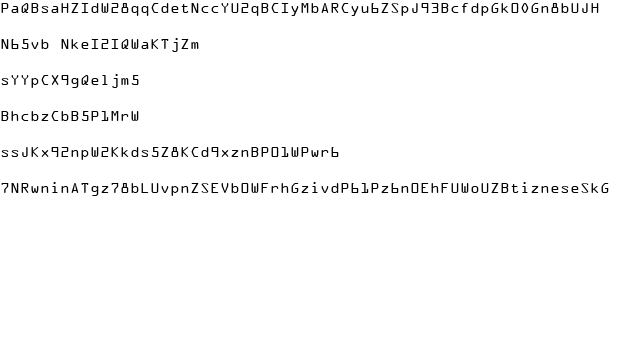 PaQBsaHZIdW28qqCdetNccYU2qBCIyMbARCyu6ZSpJ93BcfdpGkO0Gn8bUJH
N65vb NkeI2IQWaKTjZm
sYYpCX9gQeljm5
BhcbzCbB5P1MrW
ssJKx92npW2Kkds5Z8KCd9xznBPO1WPwr6
7NRwninATgz78bLUvpnZSEVbOWFrhGzivdP61Pz6nOEhFUWoUZBtizneseSkG